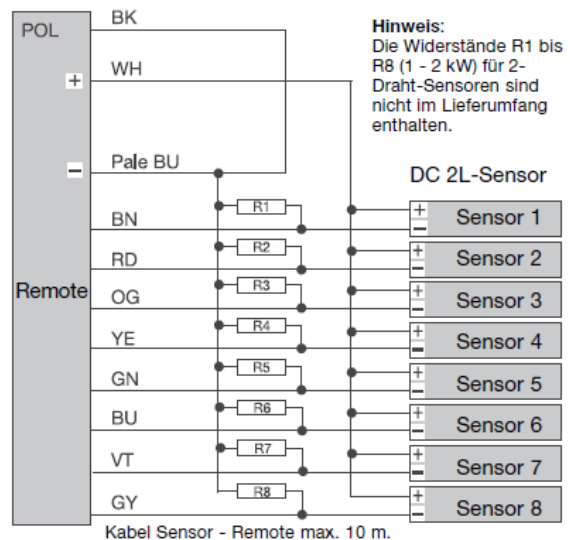 POL
BK
Hinweis:
Die Widerstände R1 bis
R8 (1 - 2 kW) für 2-
Draht-Sensoren sind
nicht im Lieferumfang
enthalten.
+
WH
–
Pale BU
DC 2L-Sensor
R1
+
–
Sensor 1
BN
R2
+
–
Sensor 2
RD
Remote
R3
+
–
Sensor 3
OG
R4
+
–
Sensor 4
YE
R5
+
–
Sensor 5
GN
R6
+
–
Sensor 6
BU
R7
+
–
Sensor 7
VT
R8
+
–
Sensor 8
GY
Kabel Sensor - Remote max. 10 m.